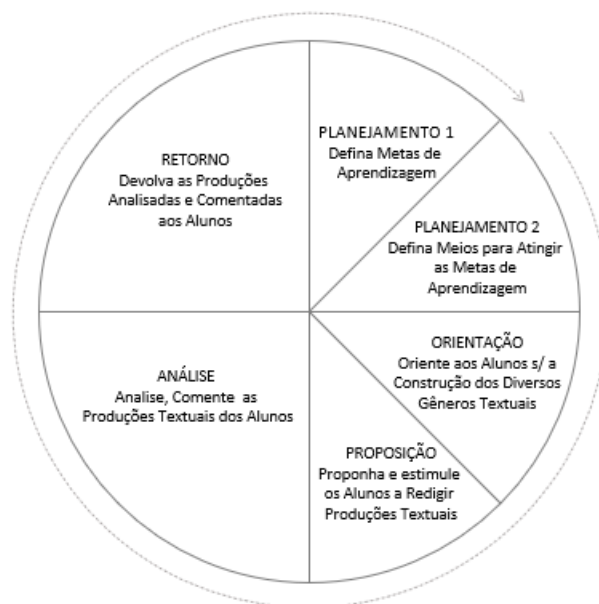 PLANEJAMENTO 1
Defina Metas de
Aprendizagem
PLANEJAMENTO 2
Defina Meios para Atingir
as Metas de
Aprendizagem
ORIENTAÇÃO
Oriente aos Alunos s/ a
Construção dos Diversos
Gêneros Textuais
PROPOSIÇÃO
Proponha e estimule
os Alunos a Redigir
Produções Textuais
ANÁLISE
Analise, Comente as
Produções Textuais dos Alunos
RETORNO
Devolva as Produções
Analisadas e Comentadas
aos Alunos